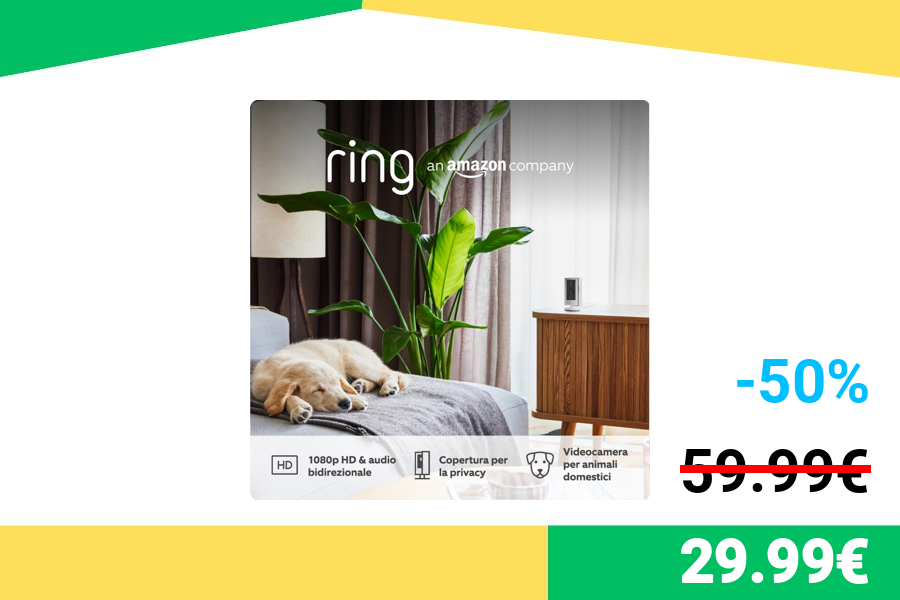 ring an amazon company
HD
1080p HD & audio
bidirezionale
Copertura per
la privacy
Videocamera
per animali
domestici
-50%
59.99€
29.99€